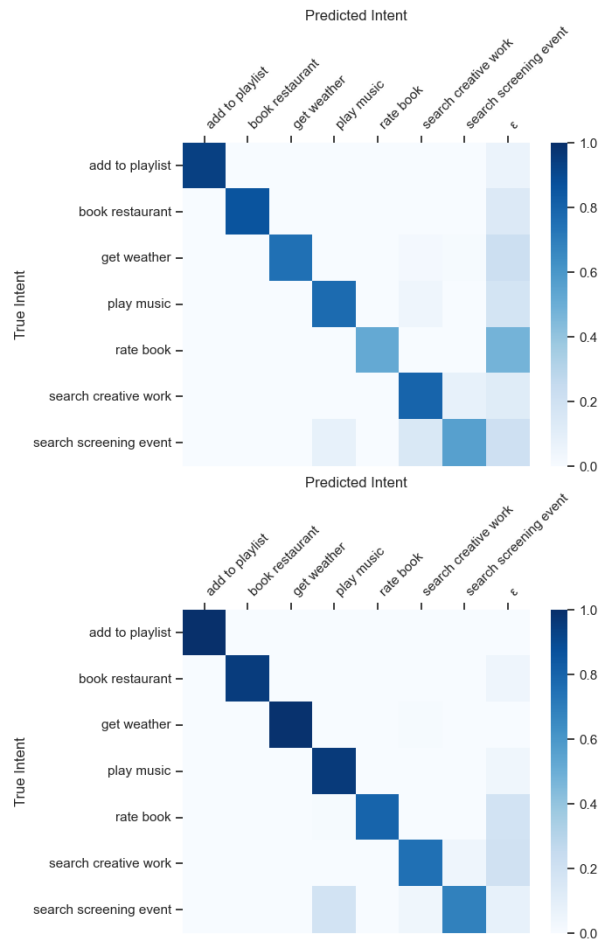 Predicted Intent
add to playlist
book restaurant
get weather
play music
rate book
search creative work
search screening event
ε
True Intent
add to playlist
book restaurant
get weather
play music
rate book
search creative work
search screening event
1.0
0.8
0.6
0.4
0.2
0.0
Predicted Intent
add to playlist
book restaurant
get weather
play music
rate book
search creative work
search screening event
ε
True Intent
add to playlist
book restaurant
get weather
play music
rate book
search creative work
search screening event
1.0
0.8
0.6
0.4
0.2
0.0